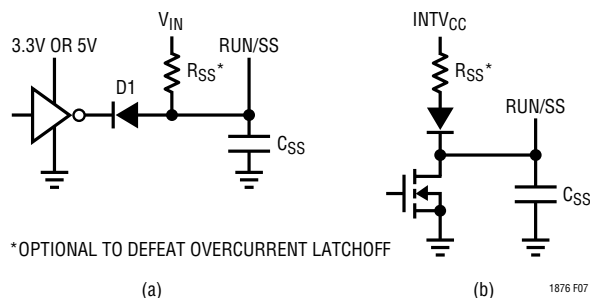 V_IN
INTV_CC
3.3V OR 5V
R_SS*
RUN/SS
R_SS*
D1
RUN/SS
C_SS
C_SS
*OPTIONAL TO DEFEAT OVERCURRENT LATCHOFF
(a)
(b)
1876 F07